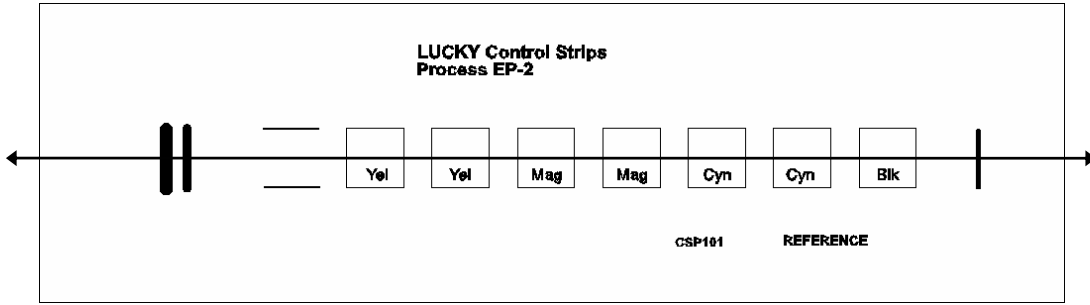 LUCKY Control Strips
Process EP-2
Yel Yel Mag Mag Cyn Cyn Blk
CSP101 REFERENCE